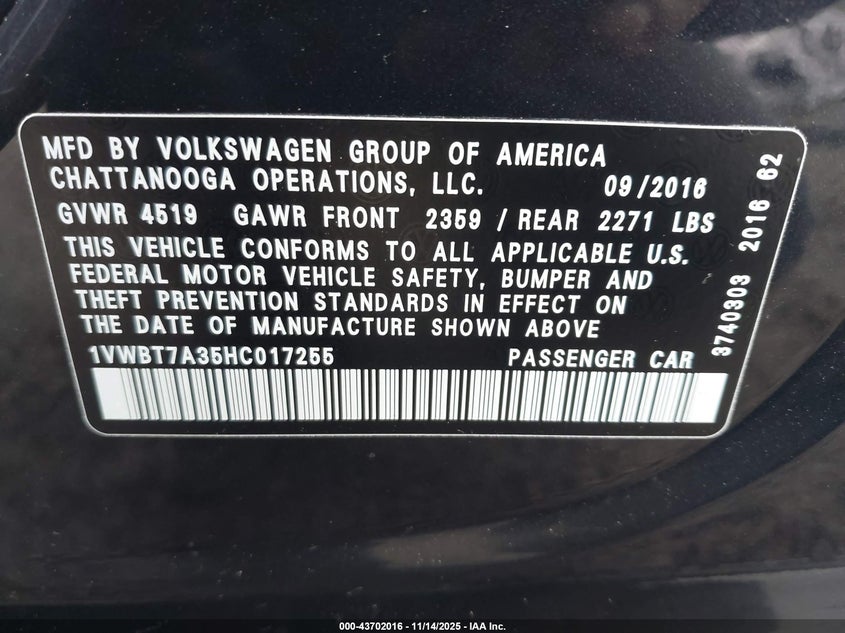 MFD BY VOLKSWAGEN GROUP OF AMERICA
CHATTANOOGA OPERATIONS, LLC. 09/2016
GVWR 4519 GAWR FRONT 2359 / REAR 2271 LBS
THIS VEHICLE CONFORMS TO ALL APPLICABLE U.S.
FEDERAL MOTOR VEHICLE SAFETY, BUMPER AND
THEFT PREVENTION STANDARDS IN EFFECT ON
THE DATE OF MANUFACTURE SHOWN ABOVE
1VWBT7A35HC017255 PASSENGER CAR
3740303 2016 62
000-43702016 | 11/14/2025 - IAA Inc.